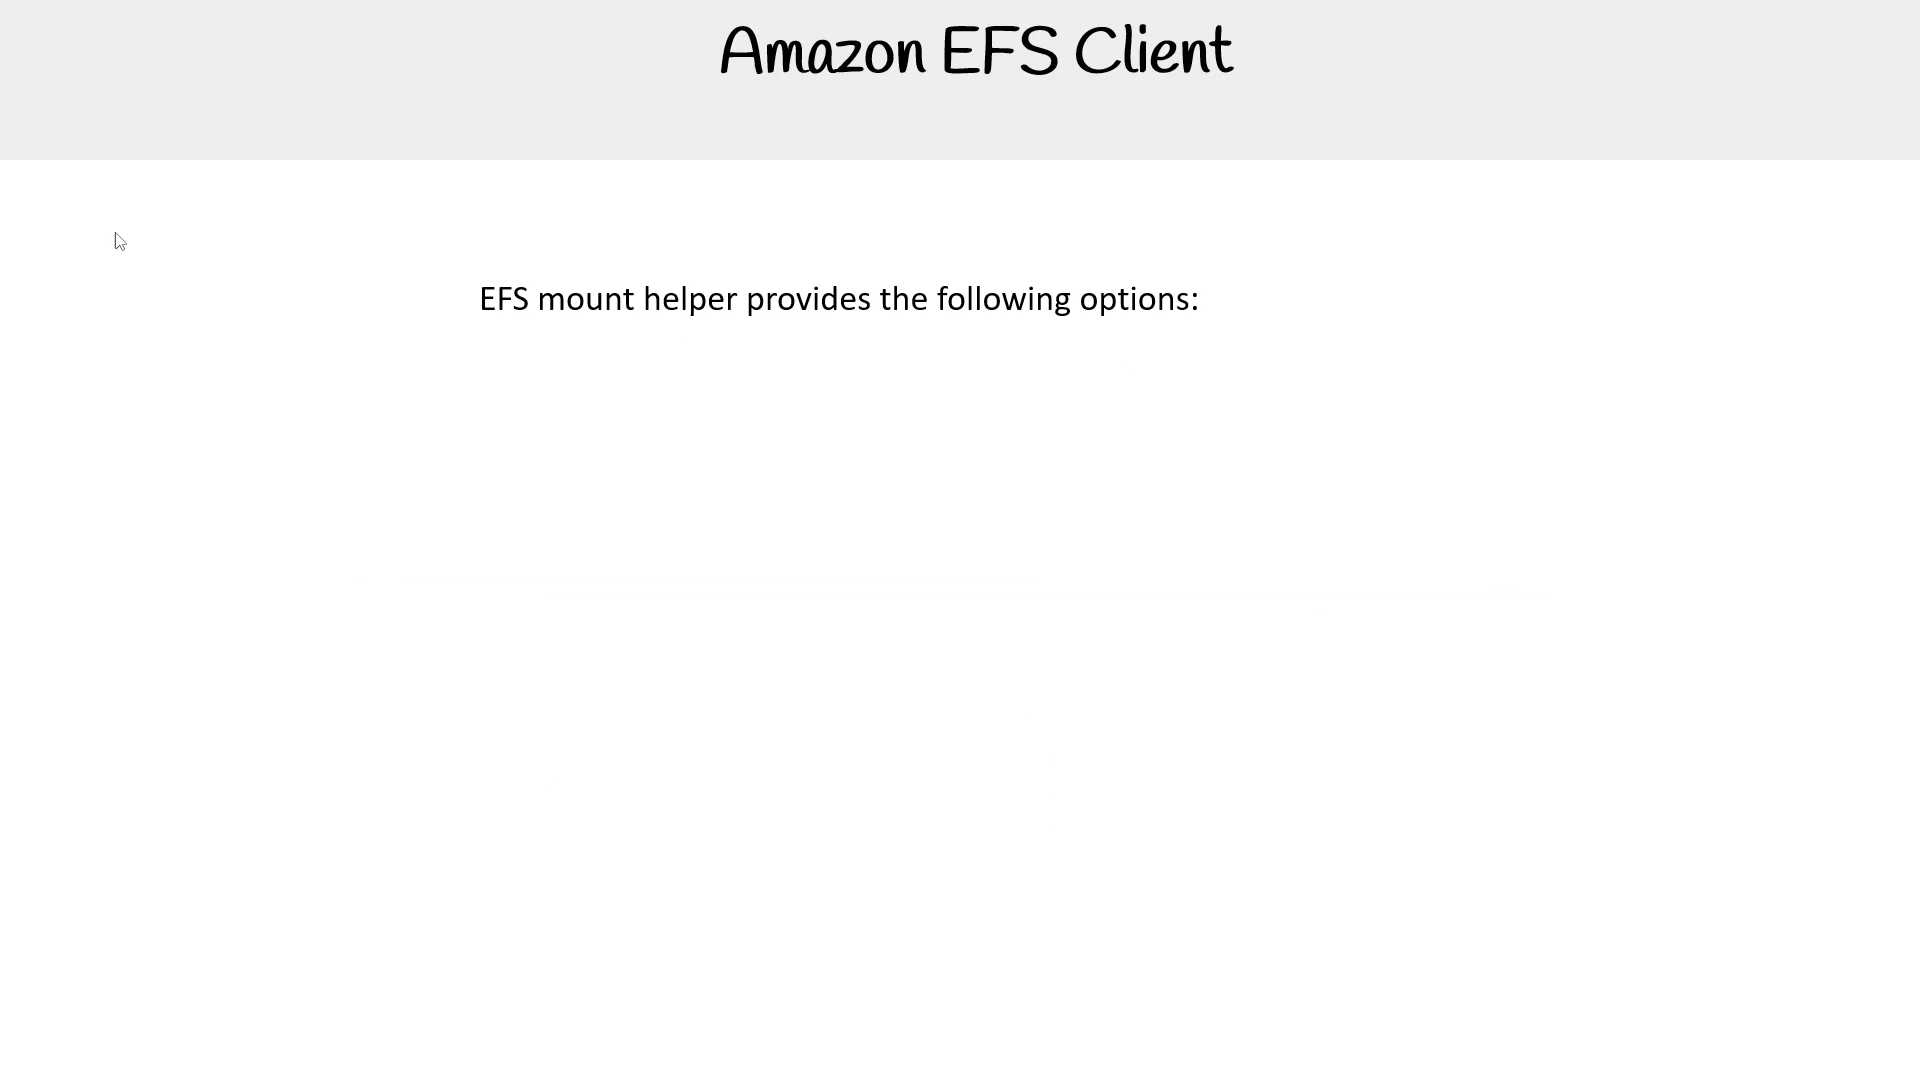 Amazon EFS Client
EFS mount helper provides the following options: